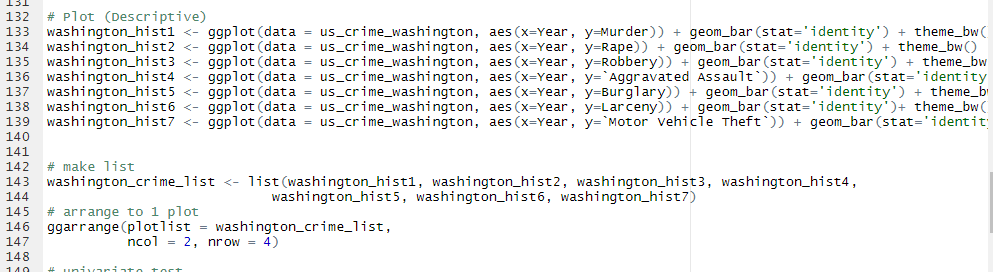 131
132 # Plot (Descriptive)
133 washington_hist1 <- ggplot(data = us_crime_washington, aes(x=Year, y=Murder)) + geom_bar(stat='identity') + theme_bw(
134 washington_hist2 <- ggplot(data = us_crime_washington, aes(x=Year, y=Rape)) + geom_bar(stat='identity') + theme_bw()
135 washington_hist3 <- ggplot(data = us_crime_washington, aes(x=Year, y=Robbery)) + geom_bar(stat='identity') + theme_bw
136 washington_hist4 <- ggplot(data = us_crime_washington, aes(x=Year, y=`Aggravated Assault`)) + geom_bar(stat='identity
137 washington_hist5 <- ggplot(data = us_crime_washington, aes(x=Year, y=Burglary)) + geom_bar(stat='identity') + theme_b
138 washington_hist6 <- ggplot(data = us_crime_washington, aes(x=Year, y=Larceny)) + geom_bar(stat='identity')+ theme_bw(
139 washington_hist7 <- ggplot(data = us_crime_washington, aes(x=Year, y=`Motor Vehicle Theft`)) + geom_bar(stat='identit
140
141
142 # make list
143 washington_crime_list <- list(washington_hist1, washington_hist2, washington_hist3, washington_hist4,
144 washington_hist5, washington_hist6, washington_hist7)
145 # arrange to 1 plot
146 ggarrange(plotlist = washington_crime_list,
147 ncol = 2, nrow = 4)
148
149 # univariate test